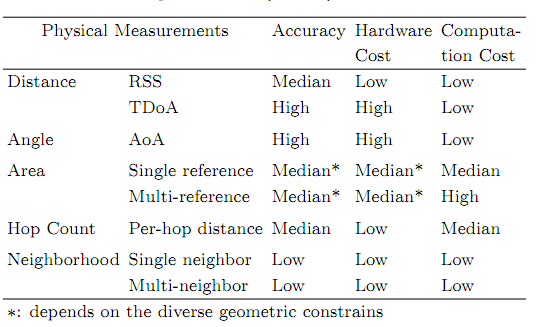 Physical Measurements Accuracy Hardware Computa-
Cost tion Cost
Distance RSS Median Low Low
TDoA High High Low
Angle AoA High High Low
Area Single reference Median* Median* Median
Multi-reference Median* Median* High
Hop Count Per-hop distance Median Low Median
Neighborhood Single neighbor Low Low Low
Multi-neighbor Low Low Low
*: depends on the diverse geometric constrains